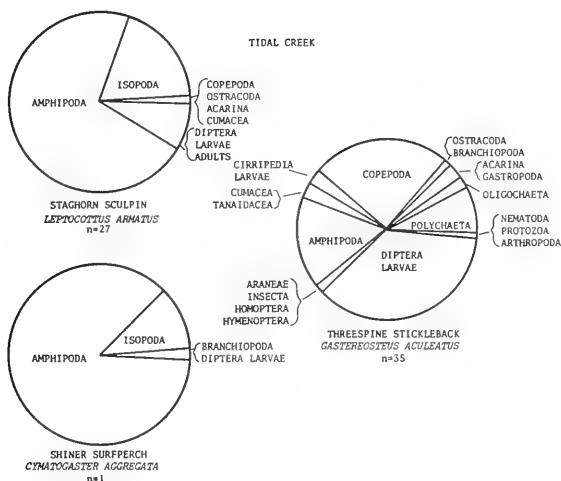 TIDAL CREEK
AMPHIPODA
ISOPODA
COPEPODA
OSTRACODA
ACARINA
CUMACEA
DIPTERA
LARVAE
ADULTS
STAGHORN SCULPIN
LEPTOCOTTUS ARMATUS
n=27
CIRRIPEDIA
LARVAE
CUMACEA
TANAIDACEA
COPEPODA
OSTRACODA
BRANCHIOPODA
ACARINA
GASTROPODA
OLIGOCHAETA
POLYCHAETA
NEMATODA
PROTOZOA
ARTHROPODA
AMPHIPODA
DIPTERA
LARVAE
ARANEAE
INSECTA
HOMOPTERA
HYMENOPTERA
THREESPINE STICKLEBACK
GASTEREOSTEUS ACULEATUS
n=35
AMPHIPODA
ISOPODA
BRANCHIOPODA
DIPTERA LARVAE
SHINER SURFPERCH
CYMATOGASTER AGGREGATA
n=1